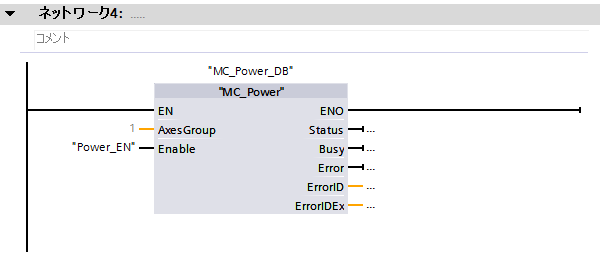 ネットワーク4: .....
コメント
"MC_Power_DB"
"MC_Power"
EN ENO
1 AxesGroup Status ...
"Power_EN" Enable Busy ...
Error ...
ErrorID ...
ErrorIDEx ...